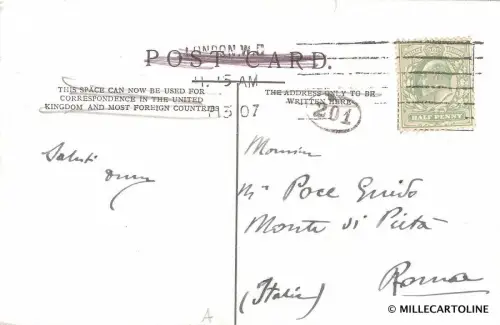 LONDON. W.C
POST CARD.
11.15 AM
THIS SPACE CAN NOW BE USED FOR
CORRESPONDENCE IN THE UNITED
KINGDOM AND MOST FOREIGN COUNTRIES
THE ADDRESS ONLY TO BE
WRITTEN HERE
07
201
HALF PENNY
Saluti
Monsieur
Poce Guido
Monte di Pietà
Roma
(Italie)
A
© MILLECARTOLINE